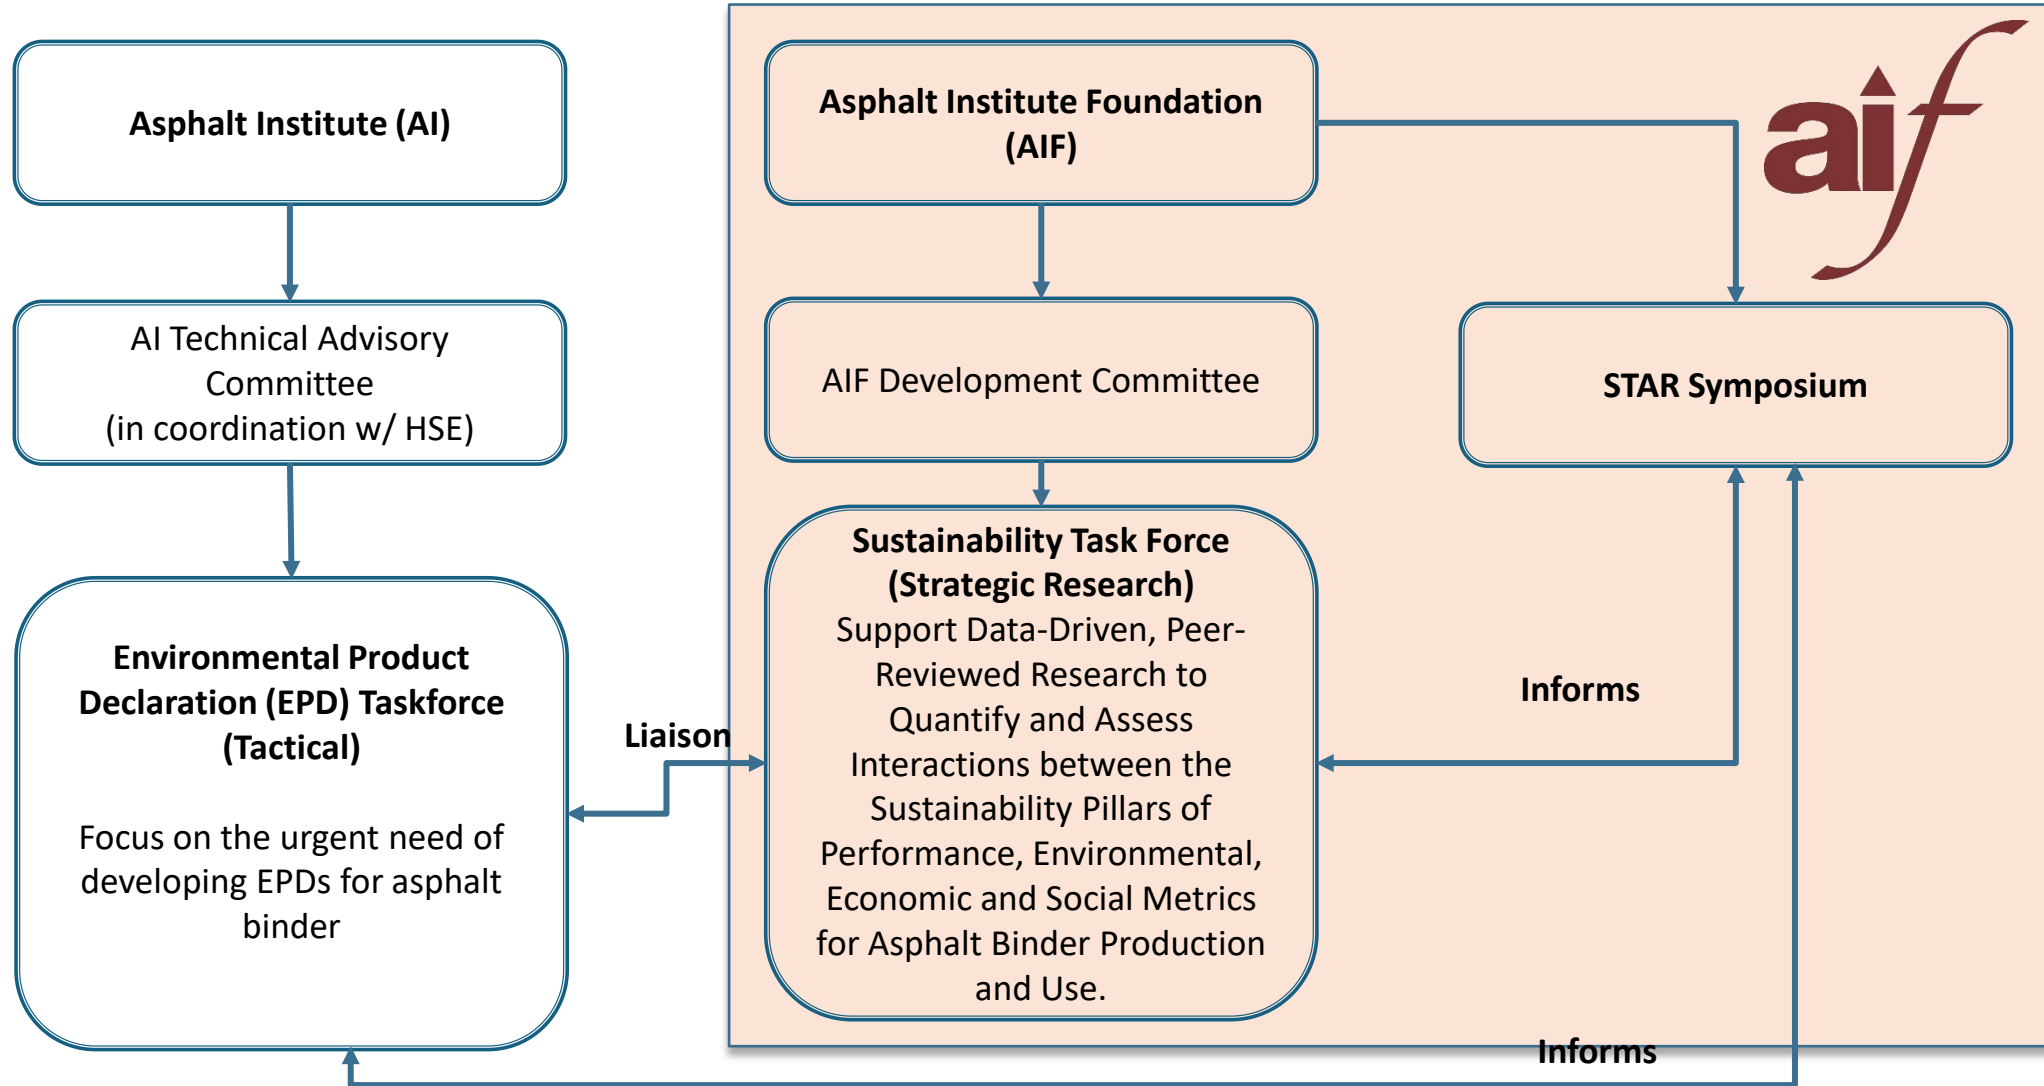 Asphalt Institute (AI)
Asphalt Institute Foundation
(AIF)
aif
AI Technical Advisory
Committee
(in coordination w/ HSE)
AIF Development Committee
STAR Symposium
Environmental Product
Declaration (EPD) Taskforce
(Tactical)
Focus on the urgent need of
developing EPDs for asphalt
binder
Liaison
Sustainability Task Force
(Strategic Research)
Support Data-Driven, Peer-
Reviewed Research to
Quantify and Assess
Interactions between the
Sustainability Pillars of
Performance, Environmental,
Economic and Social Metrics
for Asphalt Binder Production
and Use.
Informs
Informs